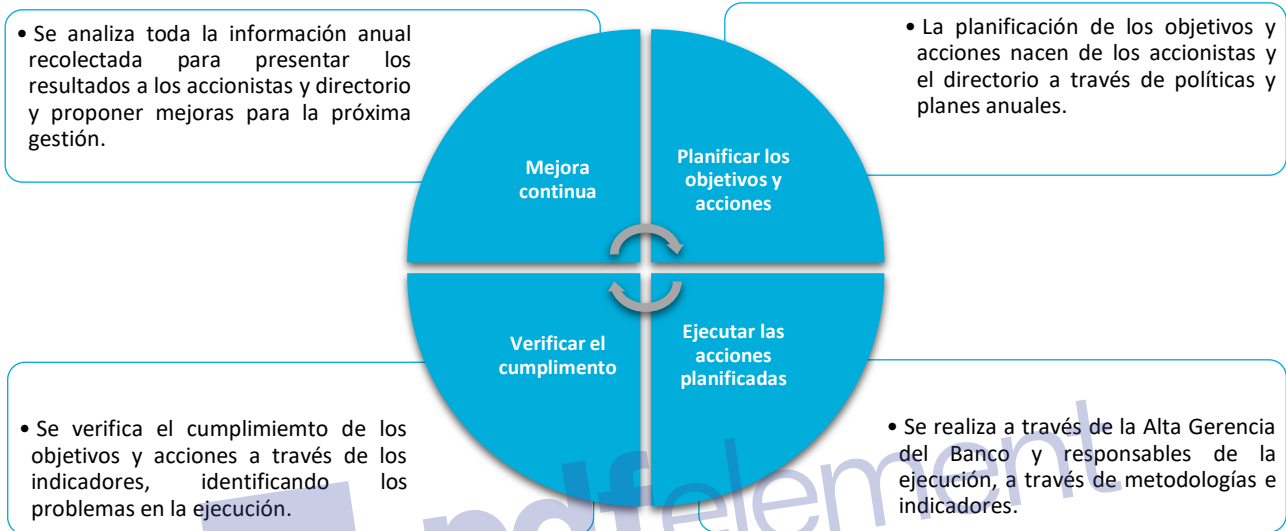 • Se analiza toda la información anual
recolectada para presentar los
resultados a los accionistas y directorio
y proponer mejoras para la próxima
gestión.
• La planificación de los objetivos y
acciones nacen de los accionistas y
el directorio a través de políticas y
planes anuales.
Mejora
continua
Planificar los
objetivos y
acciones
Verificar el
cumplimento
Ejecutar las
acciones
planificadas
• Se verifica el cumplimiemto de los
objetivos y acciones a través de los
indicadores, identificando los
problemas en la ejecución.
• Se realiza a través de la Alta Gerencia
del Banco y responsables de la
ejecución, a través de metodologías e
indicadores.
pdfelement